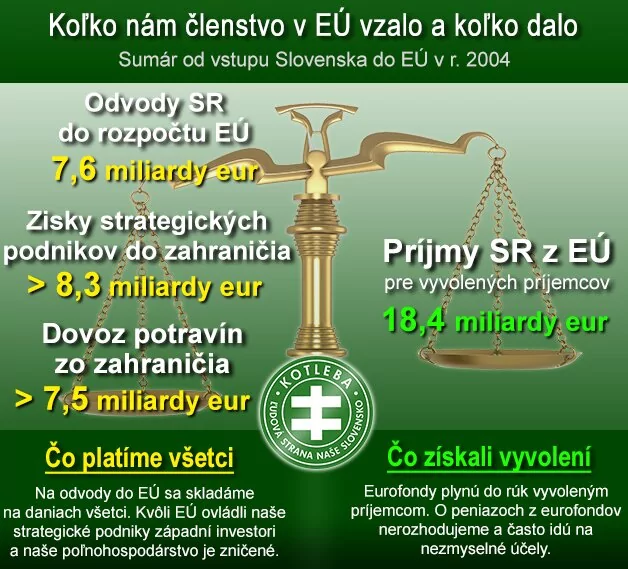 Koľko nám členstvo v EÚ vzalo a koľko dalo
Sumár od vstupu Slovenska do EÚ v r. 2004
Odvody SR
do rozpočtu EÚ
7,6 miliardy eur
Zisky strategických
podnikov do zahraničia
> 8,3 miliardy eur
Dovoz potravín
zo zahraničia
> 7,5 miliardy eur
Príjmy SR z EÚ
pre vyvolených príjemcov
18,4 miliardy eur
KOTLEBA
ĽUDOVÁ STRANA NAŠE SLOVENSKO
Čo platíme všetci
Na odvody do EÚ sa skladáme
na daniach všetci. Kvôli EÚ ovládli naše
strategické podniky západní investori
a naše poľnohospodárstvo je zničené.
Čo získali vyvolení
Eurofondy plynú do rúk vyvoleným
príjemcom. O peniazoch z eurofondov
nerozhodujeme a často idú na
nezmyselné účely.